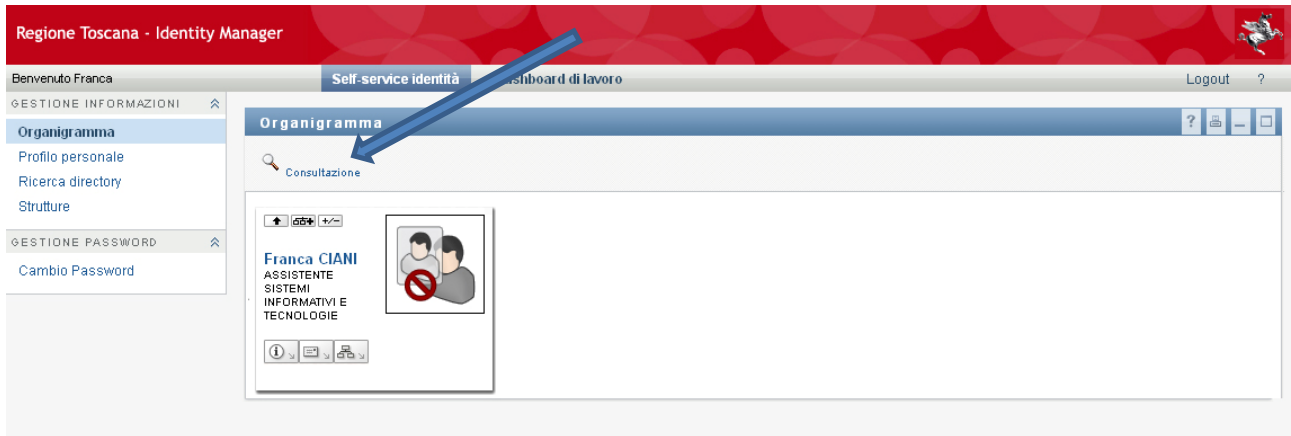 Regione Toscana - Identity Manager
Benvenuto Franca
Self-service identità
shboard di lavoro
Logout ?
GESTIONE INFORMAZIONI
Organigramma
Profilo personale
Ricerca directory
Strutture
GESTIONE PASSWORD
Cambio Password
Organigramma
?
Consultazione
+/-
Franca CIANI
ASSISTENTE
SISTEMI
INFORMATIVI E
TECNOLOGIE